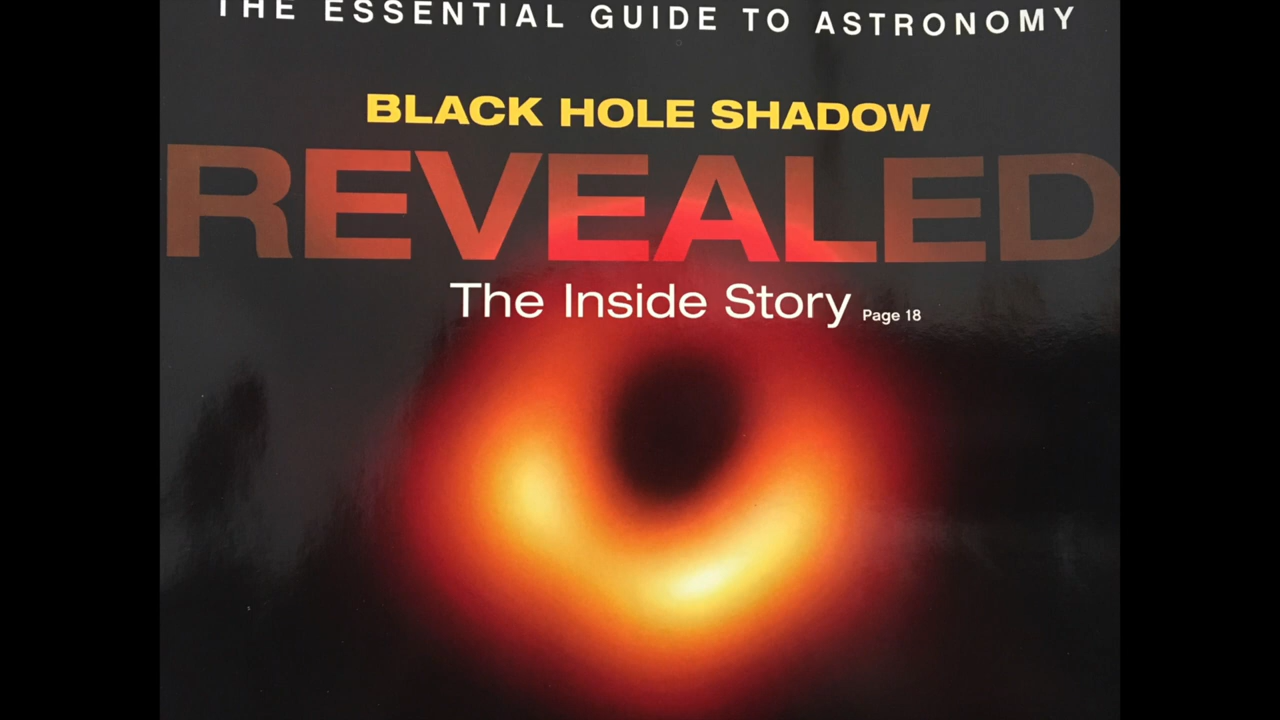 THE ESSENTIAL GUIDE TO ASTRONOMY
BLACK HOLE SHADOW
REVEALED
The Inside Story Page 18